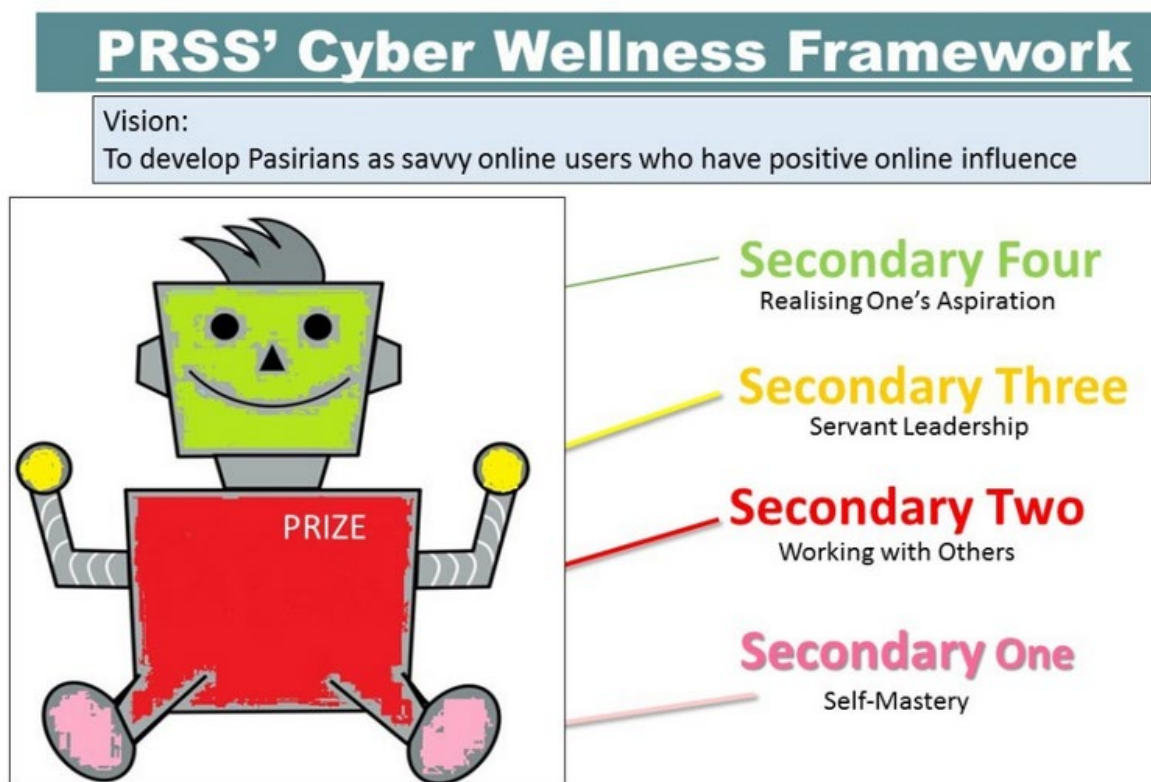 PRSS’ Cyber Wellness Framework
Vision:
To develop Pasirians as savvy online users who have positive online influence
PRIZE
Secondary Four
Realising One’s Aspiration
Secondary Three
Servant Leadership
Secondary Two
Working with Others
Secondary One
Self-Mastery